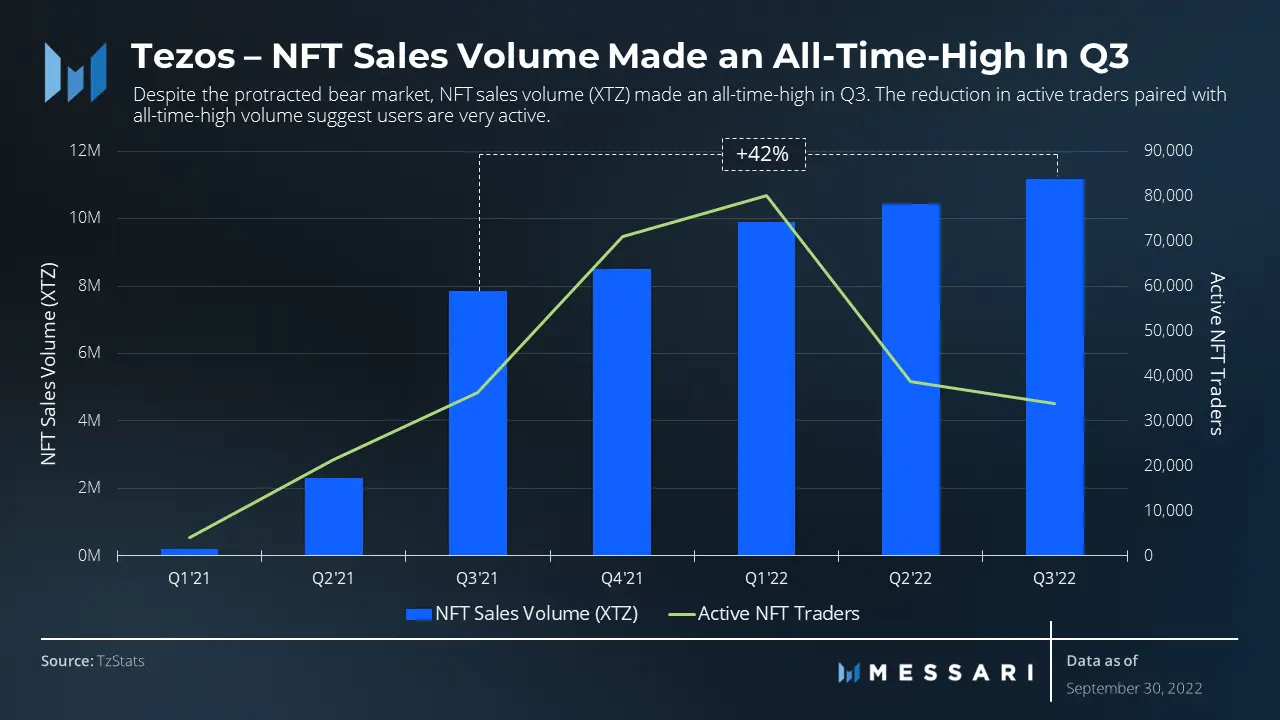 Tezos – NFT Sales Volume Made an All-Time-High In Q3
Despite the protracted bear market, NFT sales volume (XTZ) made an all-time-high in Q3. The reduction in active traders paired with
all-time-high volume suggest users are very active.
+42%
12M
10M
8M
6M
4M
2M
0M
NFT Sales Volume (XTZ)
90,000
80,000
70,000
60,000
50,000
40,000
30,000
20,000
10,000
0
Active NFT Traders
Q1'21 Q2'21 Q3'21 Q4'21 Q1'22 Q2'22 Q3'22
NFT Sales Volume (XTZ) Active NFT Traders
Source: TzStats
MESSARI
Data as of
September 30, 2022